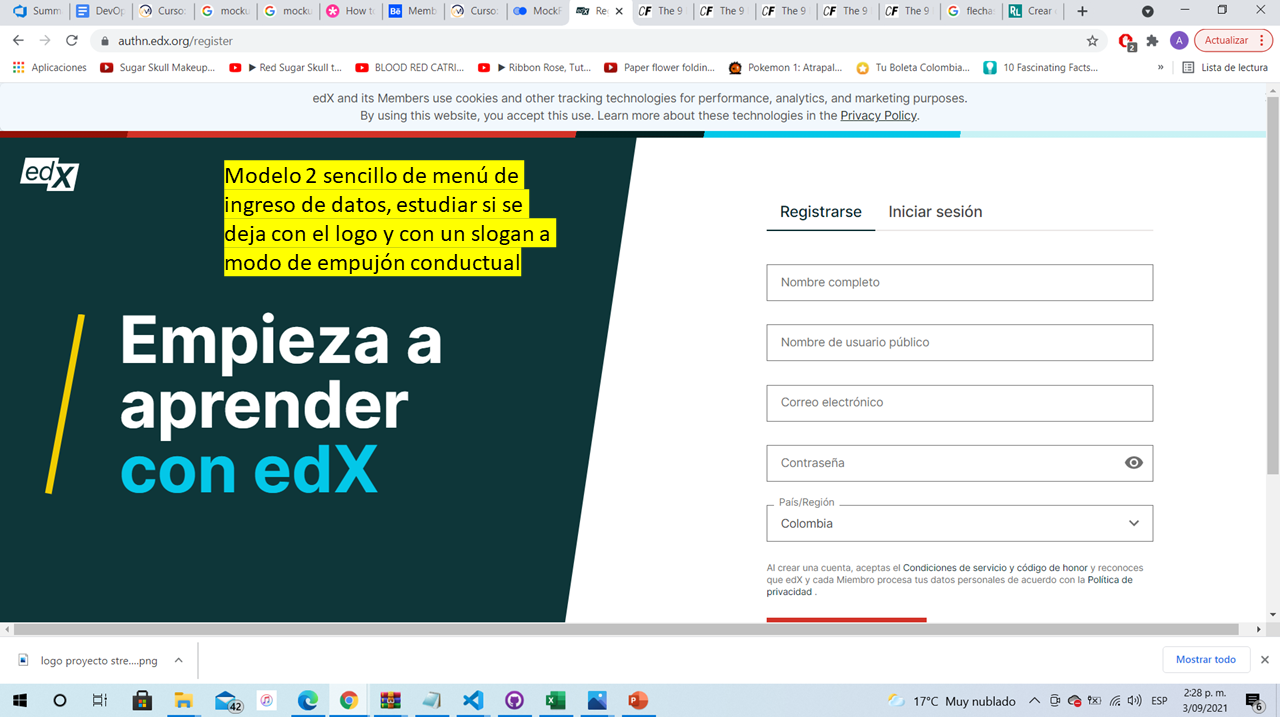 Summ
DevOp
Curso:
mocku
mocku
How to
Memb
Curso:
MockF
Re
The 9
The 9
The 9
The 9
The 9
flecha
Crear
authn.edx.org/register
2
A
Actualizar
Aplicaciones
Sugar Skull Makeup...
► Red Sugar Skull t...
BLOOD RED CATRI...
► Ribbon Rose, Tut...
Paper flower foldin...
Pokemon 1: Atrapal...
Tu Boleta Colombia...
10 Fascinating Facts...
»
Lista de lectura
edX and its Members use cookies and other tracking technologies for performance, analytics, and marketing purposes.
By using this website, you accept this use. Learn more about these technologies in the Privacy Policy.
edX
Modelo 2 sencillo de menú de
ingreso de datos, estudiar si se
deja con el logo y con un slogan a
modo de empujón conductual
Empieza a
aprender
con edX
Registrarse
Iniciar sesión
Nombre completo
Nombre de usuario público
Correo electrónico
Contraseña
País/Región
Colombia
Al crear una cuenta, aceptas el Condiciones de servicio y código de honor y reconoces
que edX y cada Miembro procesa tus datos personales de acuerdo con la Política de
privacidad .
logo proyecto stre....png
Mostrar todo
42
17°C Muy nublado
ESP
2:28 p. m.
3/09/2021
6